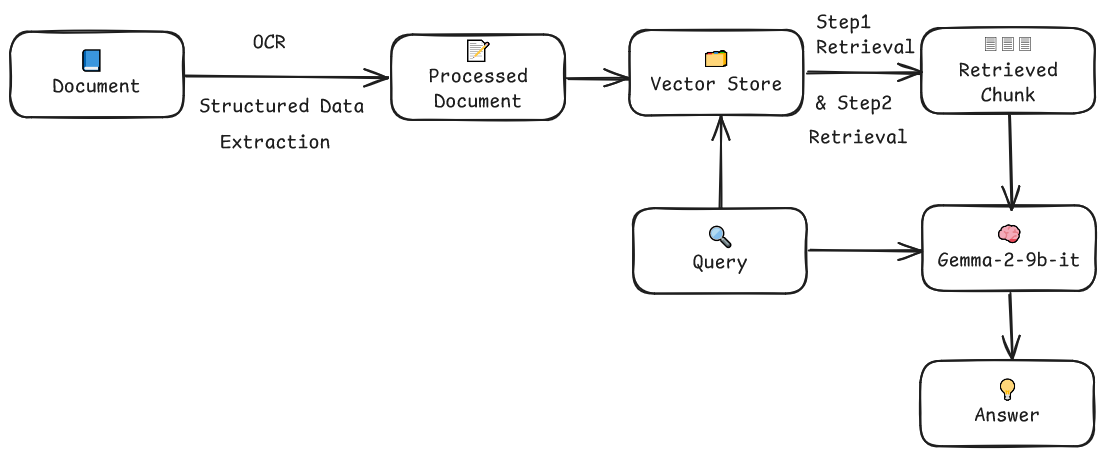 Document
OCR
Structured Data
Extraction
Processed
Document
Vector Store
Step1
Retrieval
& Step2
Retrieval
Retrieved
Chunk
Query
Gemma-2-9b-it
Answer